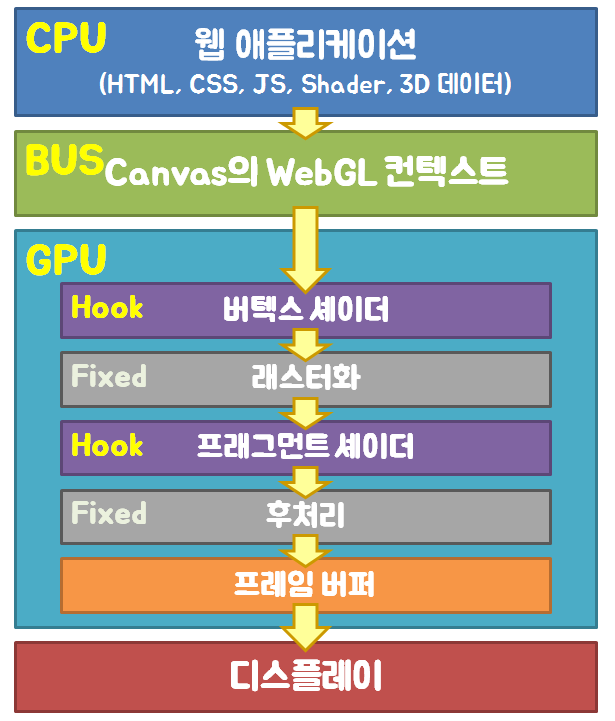 CPU
웹 애플리케이션
(HTML, CSS, JS, Shader, 3D 데이터)
BUS
Canvas의 WebGL 컨텍스트
GPU
Hook 버텍스 셰이더
Fixed 래스터화
Hook 프래그먼트 셰이더
Fixed 후처리
프레임 버퍼
디스플레이